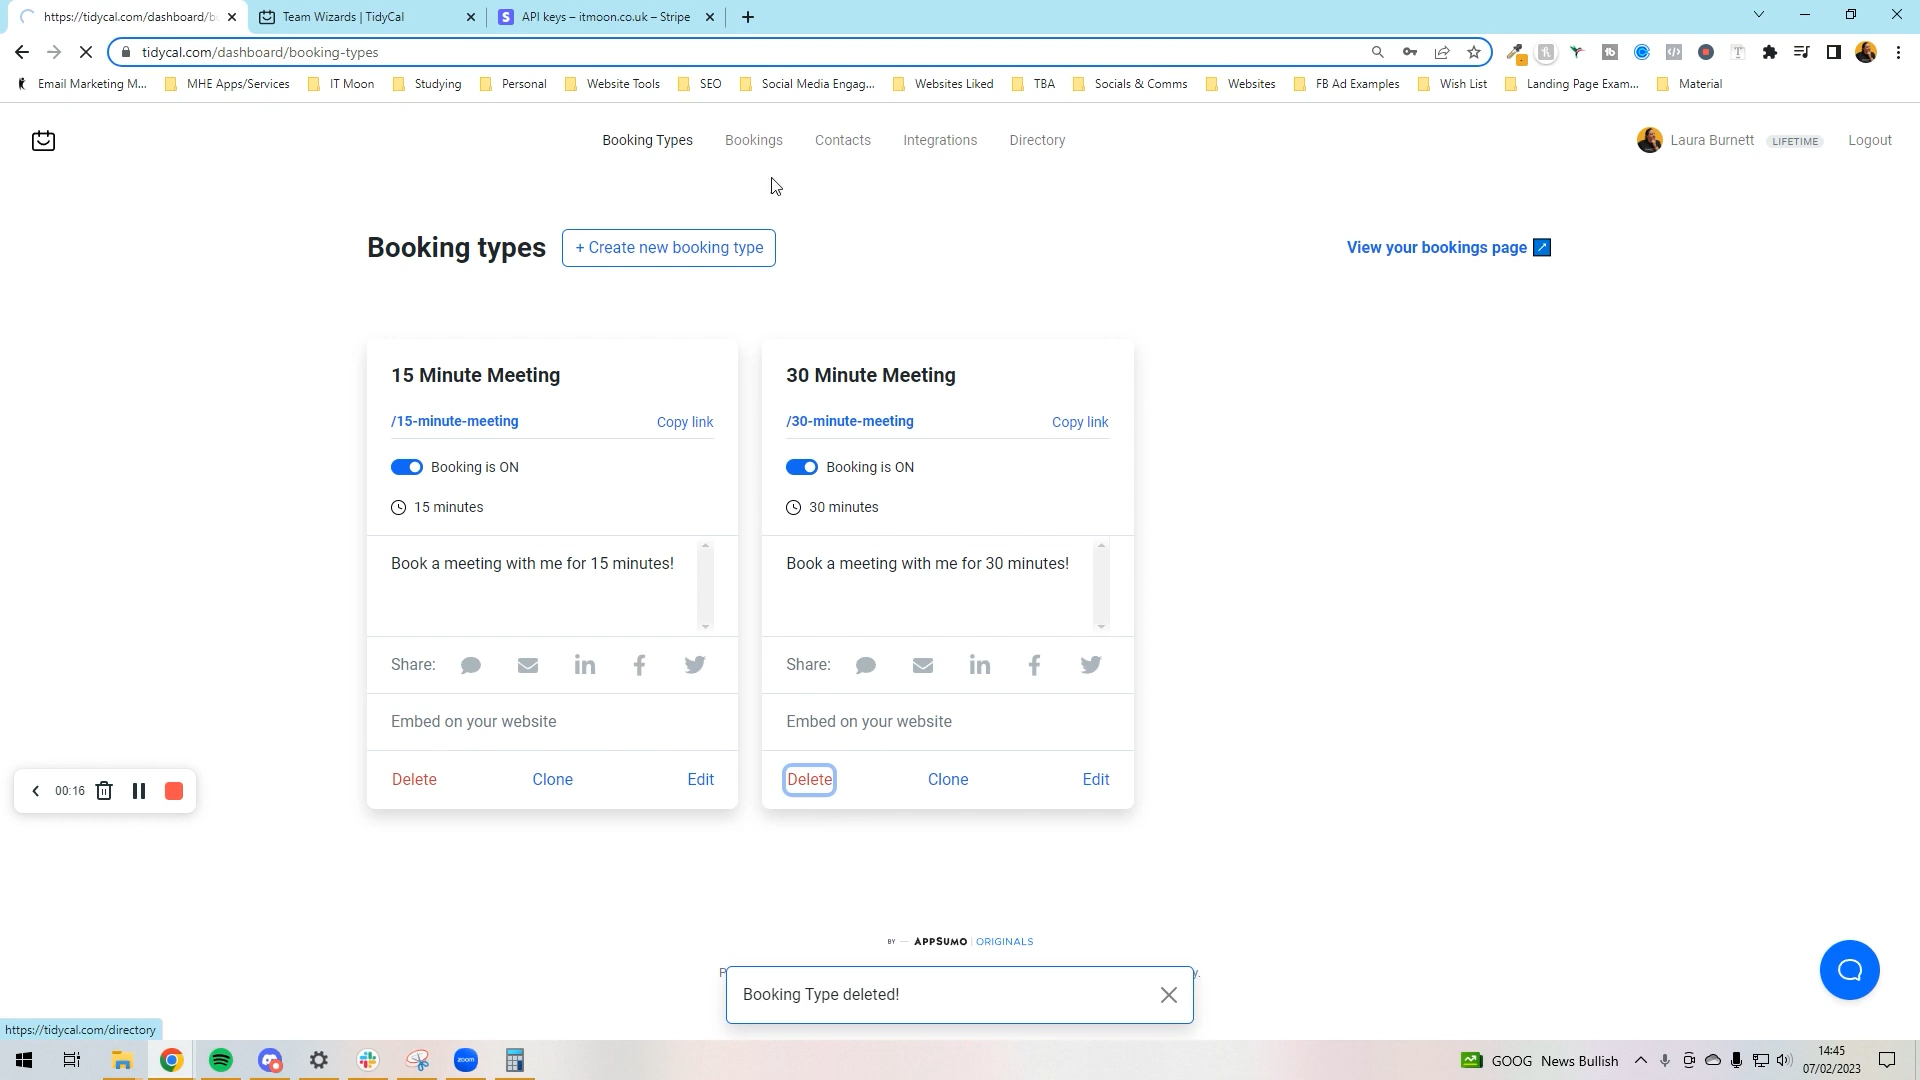 https://tidycal.com/dashboard/b
Team Wizards | TidyCal
API keys – itmoon.co.uk – Stripe
tidycal.com/dashboard/booking-types
Email Marketing M...
MHE Apps/Services
IT Moon
Studying
Personal
Website Tools
SEO
Social Media Engag...
Websites Liked
TBA
Socials & Comms
Websites
FB Ad Examples
Wish List
Landing Page Exam...
Material
Booking Types
Bookings
Contacts
Integrations
Directory
Laura Burnett
LIFETIME
Logout
Booking types
+ Create new booking type
View your bookings page
15 Minute Meeting
/15-minute-meeting
Copy link
Booking is ON
15 minutes
Book a meeting with me for 15 minutes!
Share:
Embed on your website
Delete
Clone
Edit
30 Minute Meeting
/30-minute-meeting
Copy link
Booking is ON
30 minutes
Book a meeting with me for 30 minutes!
Share:
Embed on your website
Delete
Clone
Edit
00:16
BY — APPSUMO | ORIGINALS
Booking Type deleted!
https://tidycal.com/directory
zoom
GOOG News Bullish
14:45
07/02/2023